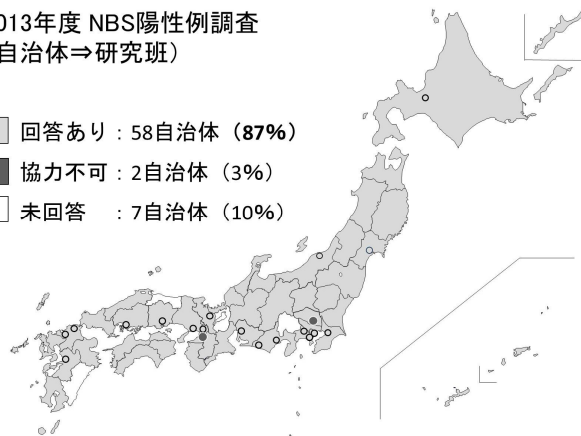 013年度 NBS陽性例調査
自治体⇒研究班）
回答あり：58自治体（87%）
協力不可：2自治体（3%）
未回答　：7自治体（10%）